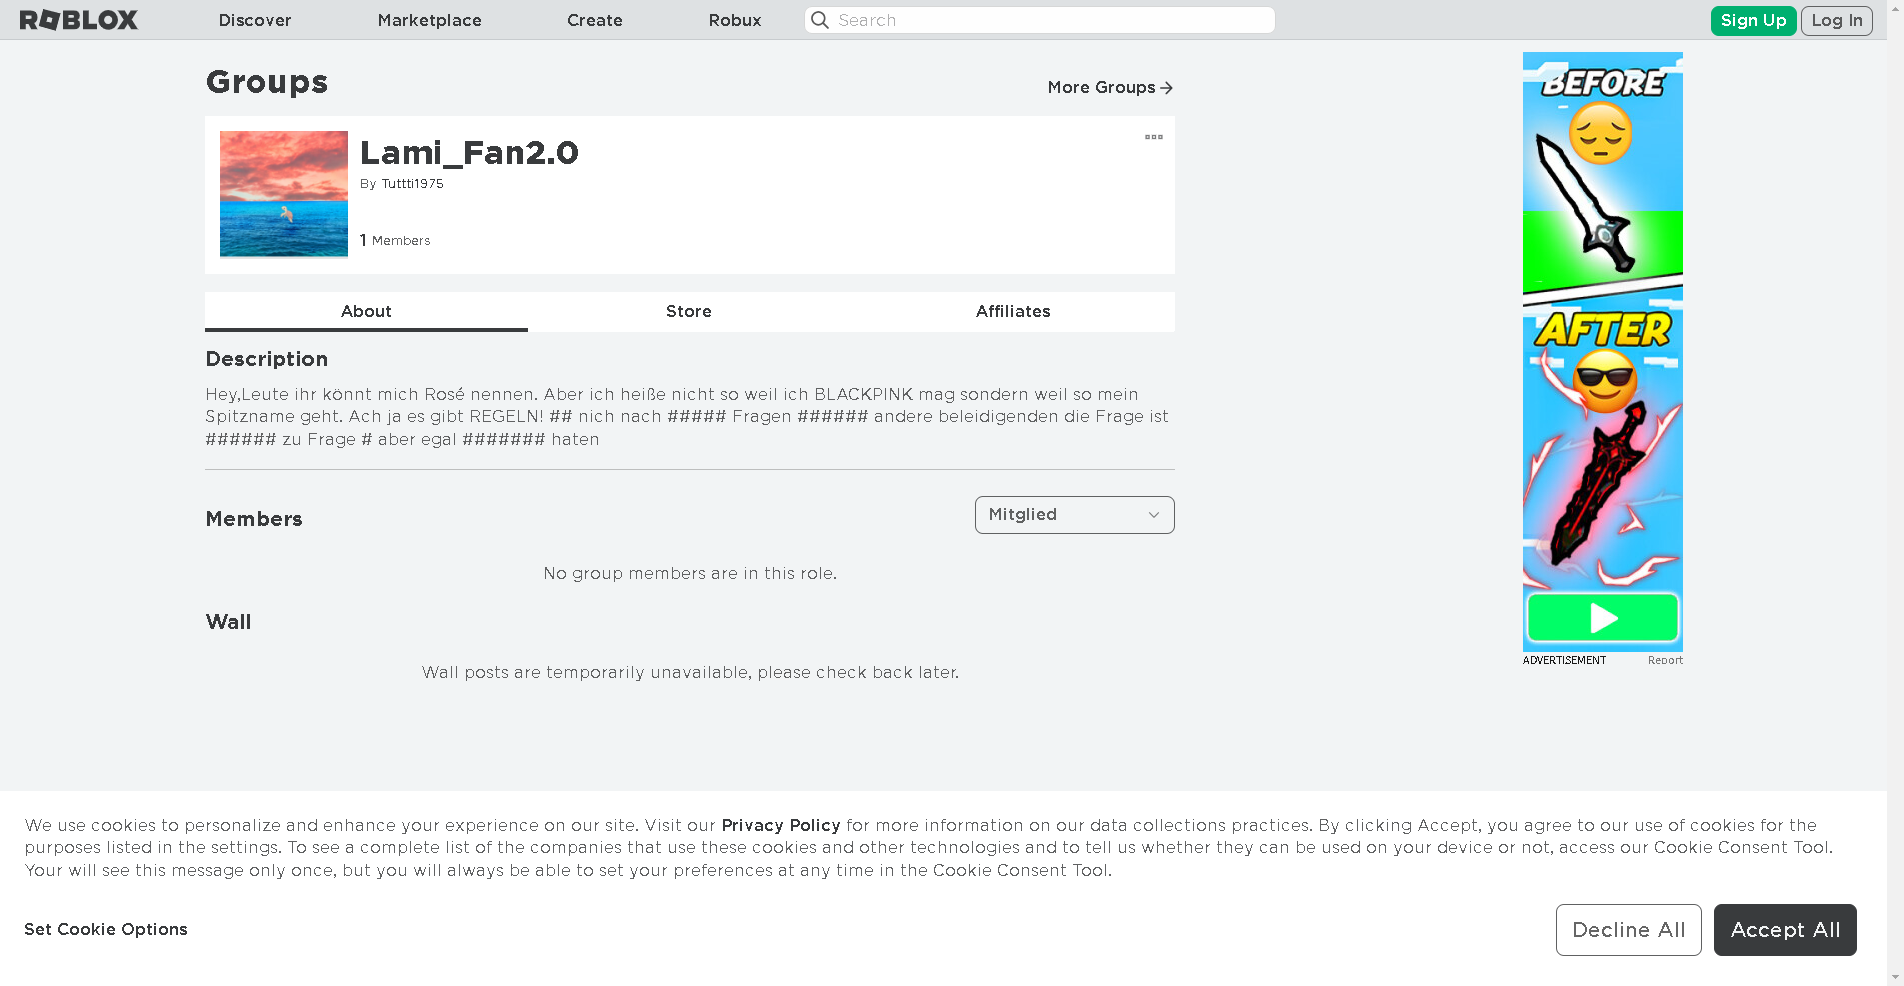 ROBLOX Discover Marketplace Create Robux Search Sign Up Log In
Groups
More Groups
Lami_Fan2.0
By Tuttti1975
1 Members
About Store Affiliates
Description
Hey,Leute ihr könnt mich Rosé nennen. Aber ich heiße nicht so weil ich BLACKPINK mag sondern weil so mein
Spitzname geht. Ach ja es gibt REGELN! ## nich nach ##### Fragen ###### andere beleidigenden die Frage ist
###### zu Frage # aber egal ####### haten
Members
Mitglied
No group members are in this role.
Wall
Wall posts are temporarily unavailable, please check back later.
BEFORE
AFTER
ADVERTISEMENT Report
We use cookies to personalize and enhance your experience on our site. Visit our Privacy Policy for more information on our data collections practices. By clicking Accept, you agree to our use of cookies for the
purposes listed in the settings. To see a complete list of the companies that use these cookies and other technologies and to tell us whether they can be used on your device or not, access our Cookie Consent Tool.
Your will see this message only once, but you will always be able to set your preferences at any time in the Cookie Consent Tool.
Set Cookie Options
Decline All
Accept All